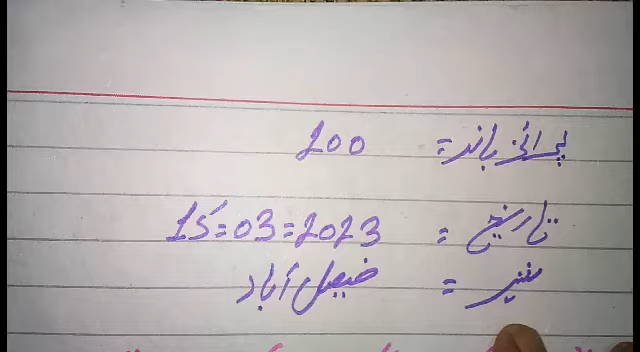 پرائز بانڈ = 200
تاریخ = 15=03=2023
شہر = فیصل آباد